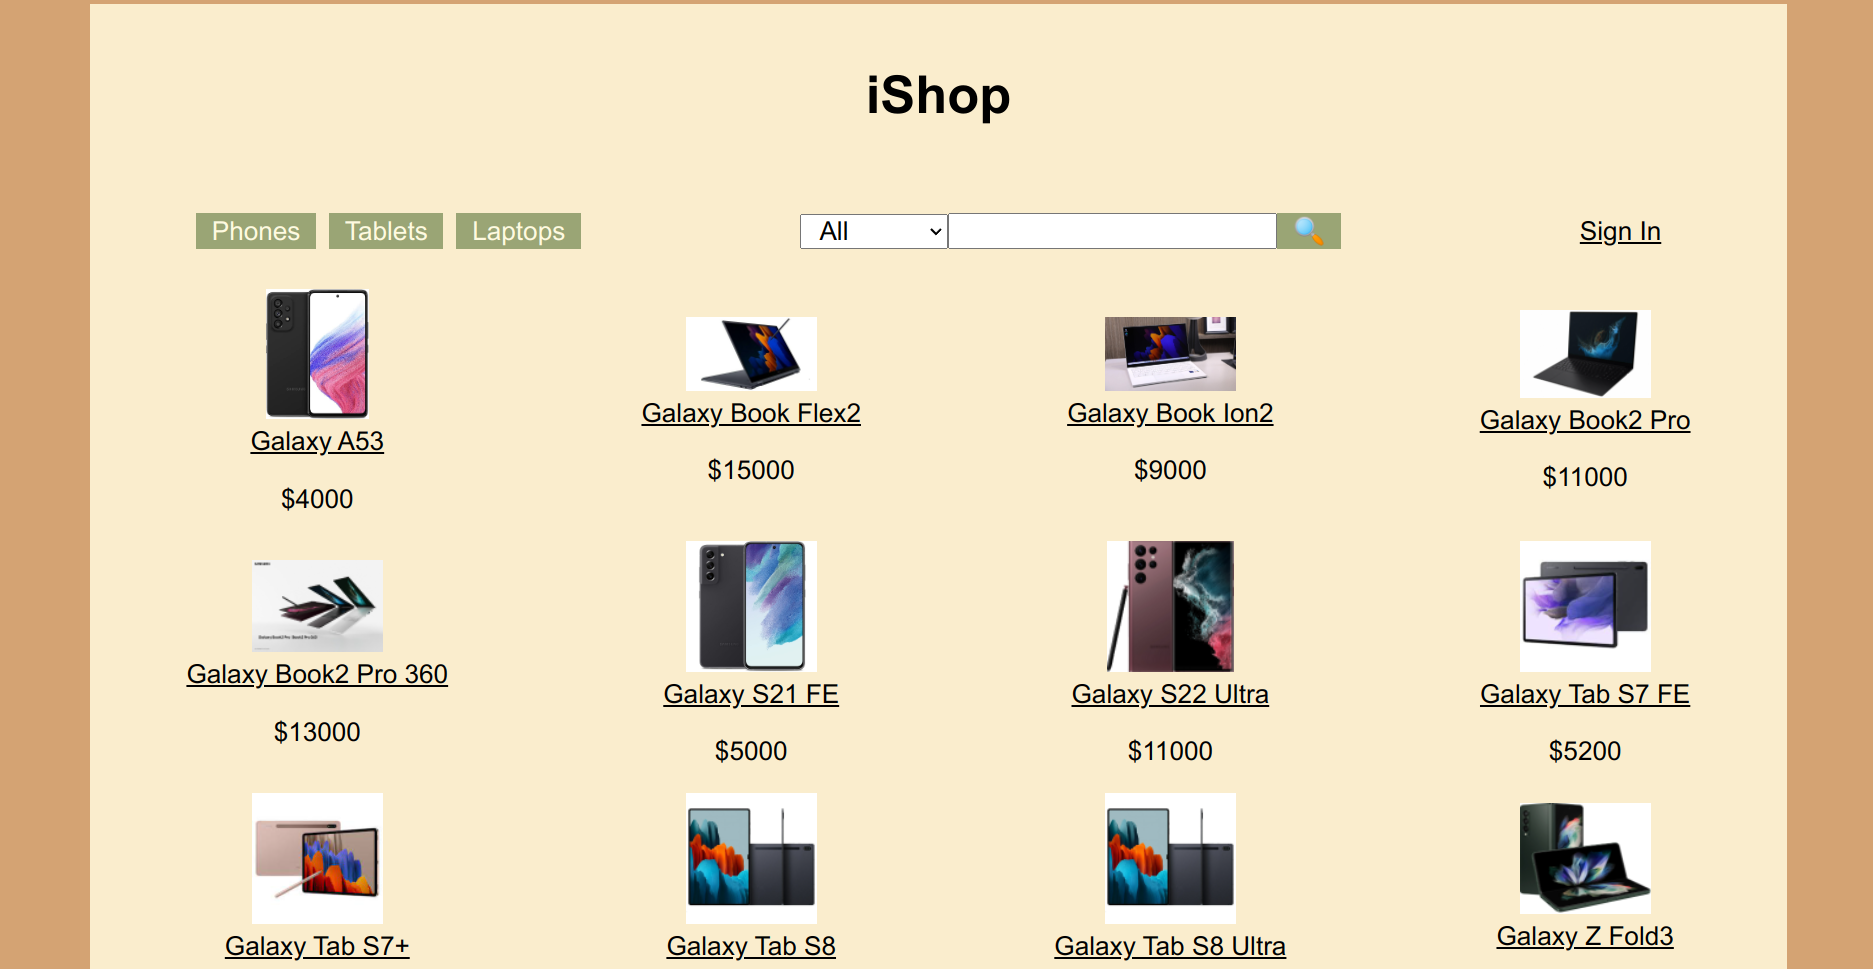 iShop
Phones Tablets Laptops All Sign In
Galaxy A53
$4000
Galaxy Book Flex2
$15000
Galaxy Book Ion2
$9000
Galaxy Book2 Pro
$11000
Galaxy Book2 Pro 360
$13000
Galaxy S21 FE
$5000
Galaxy S22 Ultra
$11000
Galaxy Tab S7 FE
$5200
Galaxy Tab S7+
Galaxy Tab S8
Galaxy Tab S8 Ultra
Galaxy Z Fold3